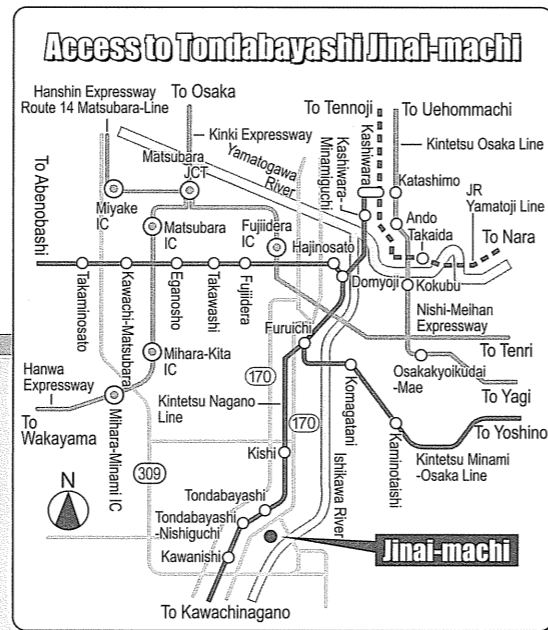 Access to Tondabayashi Jinai-machi
Hanshin Expressway
Route 14 Matsubara-Line
To Osaka
To Tennoji
To Uehommachi
Kinki Expressway
Kintetsu Osaka Line
Matsubara
JCT
Yamatogawa
River
Kashiwara-
Minamiguchi
Kashiwara
Katashimo
JR
Yamatoji Line
To Abenobashi
Miyake
IC
Matsubara
IC
Fujiidera
IC
Hajinosato
Ando
Takaida
To Nara
Takaminosato
Kawachi-Matsubara
Eganosho
Takawashi
Fujidera
Domyoji
Kokubu
Nishi-Meihan
Expressway
Furuichi
To Tenri
Hanwa
Expressway
Mihara-Kita
IC
Osakakyoikudai
-Mae
To Yagi
170
Kintetsu Nagano
Line
Komagatani
To
Wakayama
Mihara-Minami IC
170
Kaminotaishi
To Yoshino
Kintetsu Minami
-Osaka Line
Kishi
309
Ishikawa River
N
Tondabayashi
Tondabayashi
-Nishiguchi
Kawanishi
Jinai-machi
To Kawachinagano